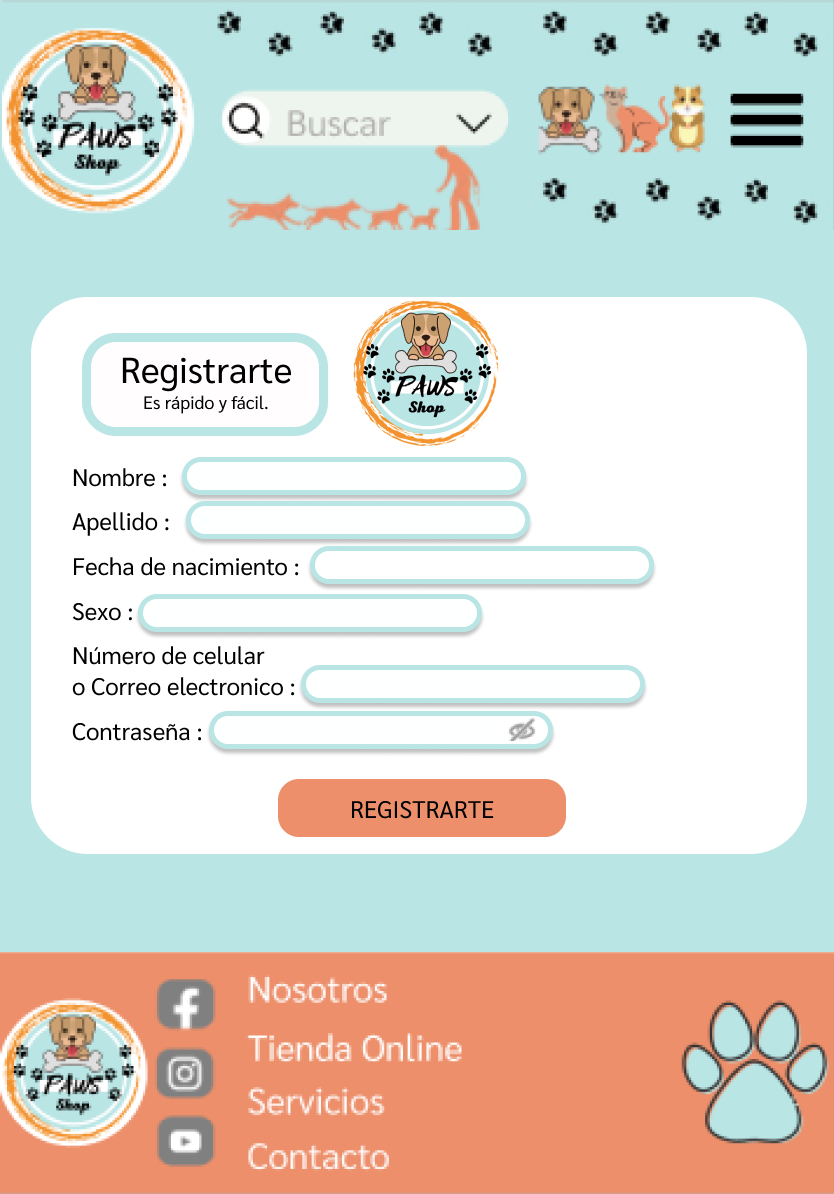 PAWS
Shop
Buscar
Registrarte
Es rápido y fácil.
PAWS
Shop
Nombre :
Apellido :
Fecha de nacimiento :
Sexo :
Número de celular
o Correo electronico :
Contraseña :
REGISTRARTE
PAWS
Shop
Nosotros
Tienda Online
Servicios
Contacto